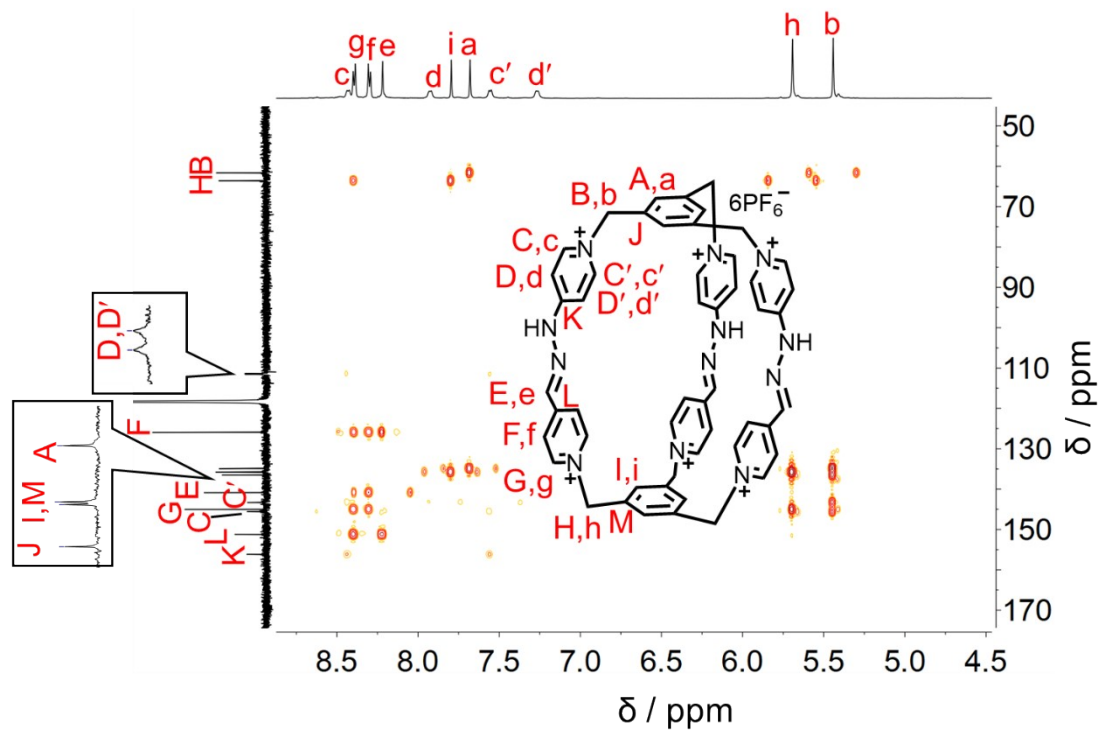 c g f e d i a c′ d′ h b
H B
D, D′
F
A
I, M
J
E
C′
G
C
L
K
A,a
B,b
6PF6−
J
+
C,c
N
+
N
+
N
+
D,d
C′,c′
D′,d′
K
HN
NH
NH
N
N
N
E,e
L
F,f
N
+
N
+
N
+
G,g
I,i
H,h
M
50
70
90
110
130
150
170
δ / ppm
8.5 8.0 7.5 7.0 6.5 6.0 5.5 5.0 4.5
δ / ppm